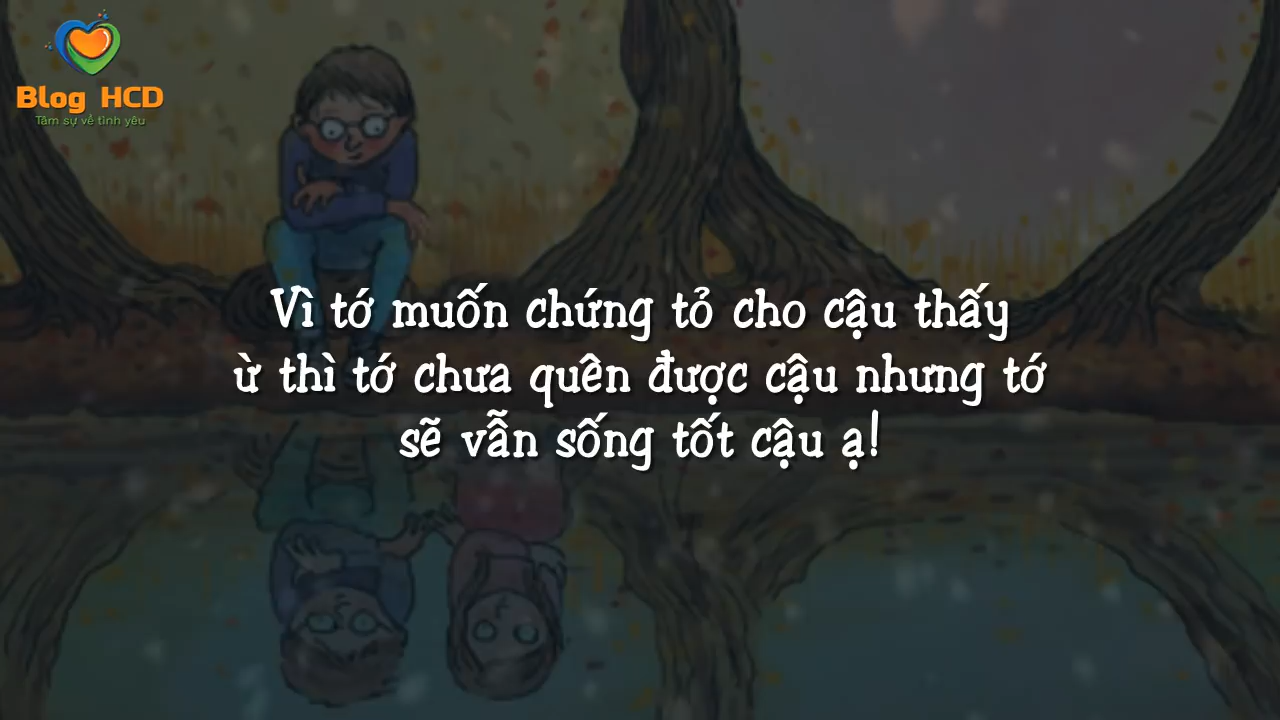 Blog HCD
Tâm sự về tình yêu
Vì tớ muốn chứng tỏ cho cậu thấy
ừ thì tớ chưa quên được cậu nhưng tớ
sẽ vẫn sống tốt cậu ạ!